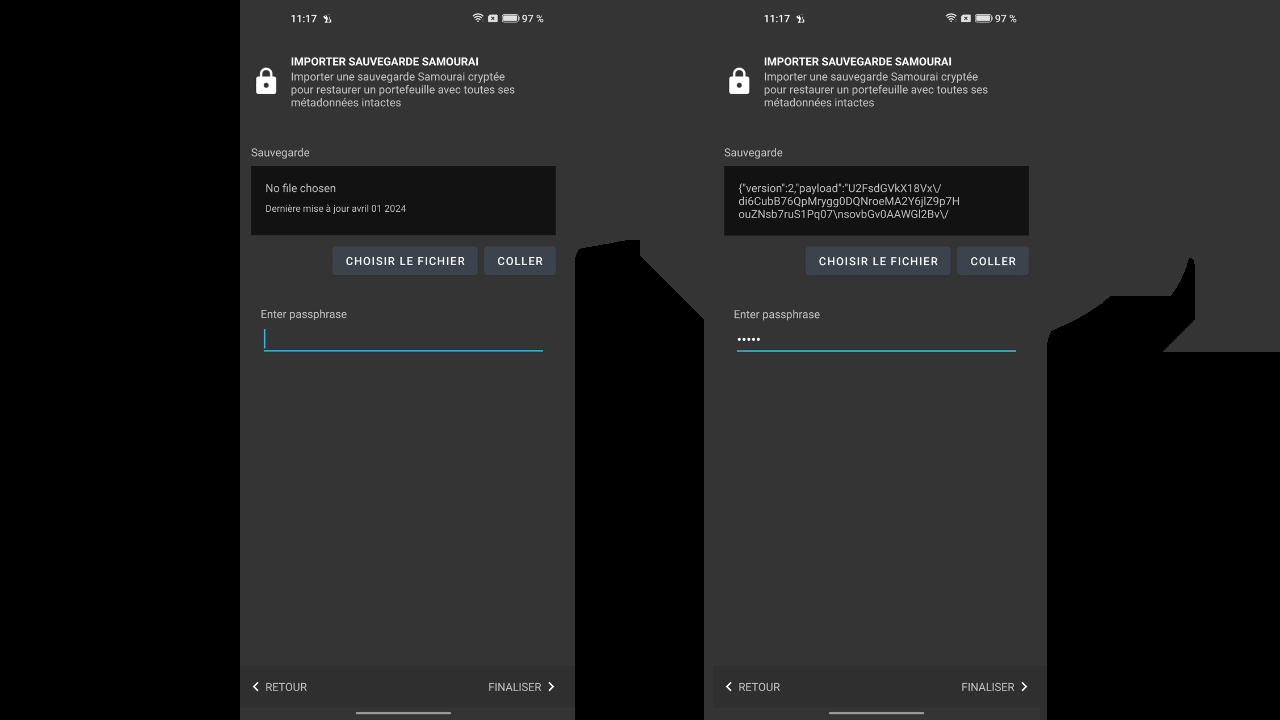 11:17
97 %
IMPORTER SAUVEGARDE SAMOURAI
Importer une sauvegarde Samourai cryptée
pour restaurer un portefeuille avec toutes ses
métadonnées intactes
Sauvegarde
No file chosen
Dernière mise à jour avril 01 2024
CHOISIR LE FICHIER
COLLER
Enter passphrase
RETOUR
FINALISER
11:17
97 %
IMPORTER SAUVEGARDE SAMOURAI
Importer une sauvegarde Samourai cryptée
pour restaurer un portefeuille avec toutes ses
métadonnées intactes
Sauvegarde
{"version":2,"payload":"U2FsdGVkX18Vx\/
di6CubB76QpMrygg0DQNroeMA2Y6jlZ9p7H
ouZNsb7ruS1Pq07\nsovbGv0AAWGl2Bv\/
CHOISIR LE FICHIER
COLLER
Enter passphrase
•••••
RETOUR
FINALISER